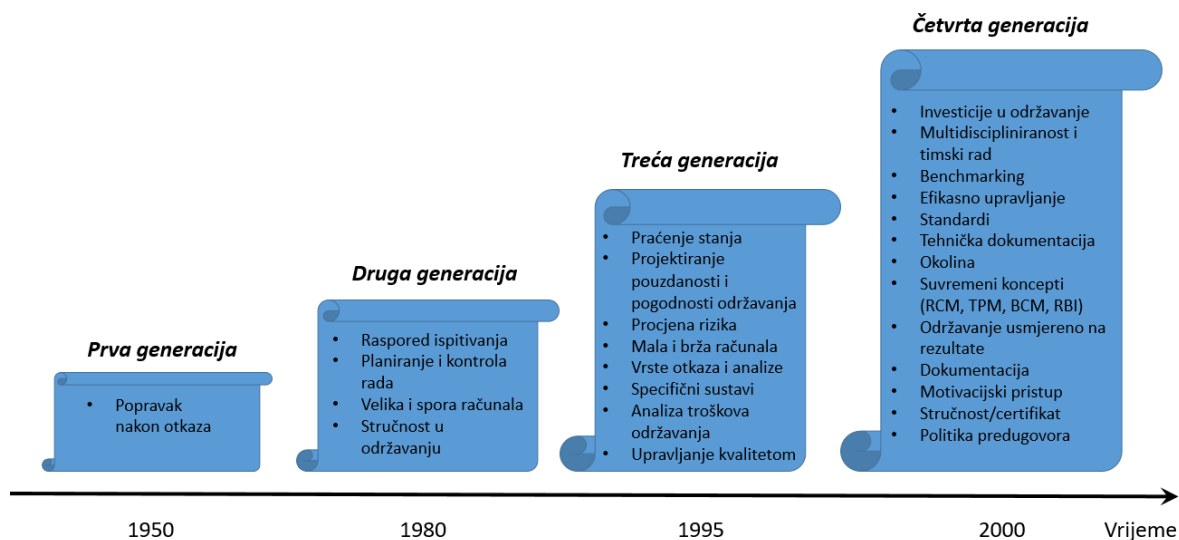 Prva generacija
• Popravak
nakon otkaza
Druga generacija
• Raspored ispitivanja
• Planiranje i kontrola
rada
• Velika i spora računala
• Stručnost u
održavanju
Treća generacija
• Praćenje stanja
• Projektiranje
pouzdanosti i
pogodnosti održavanja
• Procjena rizika
• Mala i brža računala
• Vrste otkaza i analize
• Specifični sustavi
• Analiza troškova
održavanja
• Upravljanje kvalitetom
Četvrta generacija
• Investicije u održavanje
• Multidiscipliniranost i
timski rad
• Benchmarking
• Efikasno upravljanje
• Standardi
• Tehnička dokumentacija
• Okolina
• Suvremeni koncepti
(RCM, TPM, BCM, RBI)
• Održavanje usmjereno na
rezultate
• Dokumentacija
• Motivacijski pristup
• Stručnost/certifikat
• Politika predugovora
1950
1980
1995
2000
Vrijeme